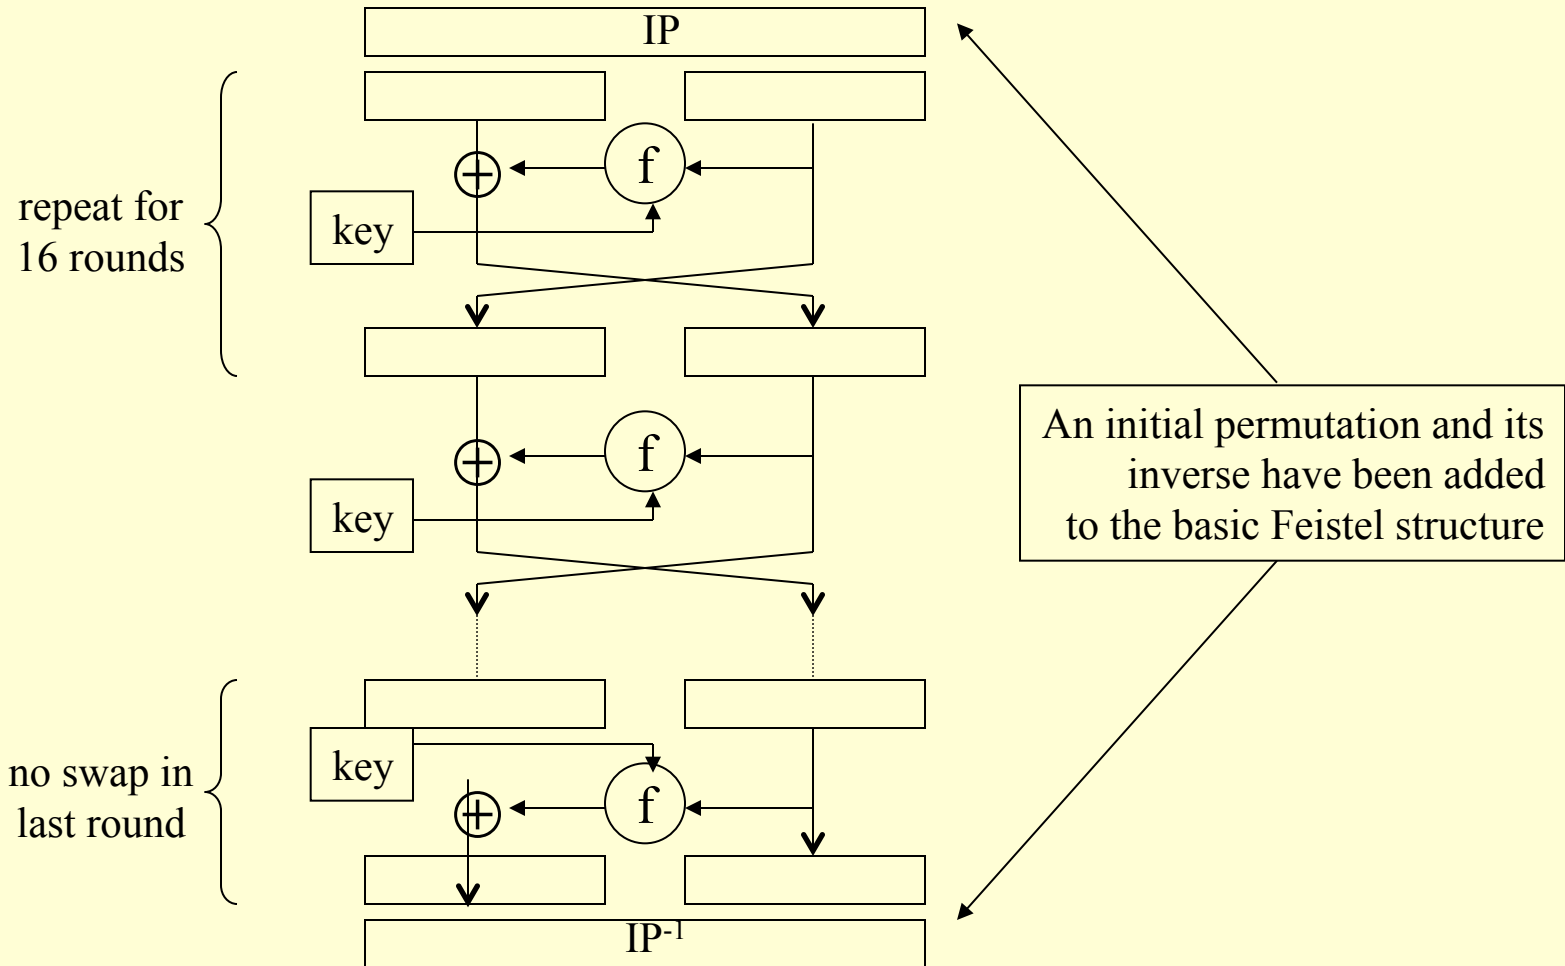 IP
f
repeat for
16 rounds
key
f
An initial permutation and its
inverse have been added
to the basic Feistel structure
key
key
no swap in
last round
f
IP-1